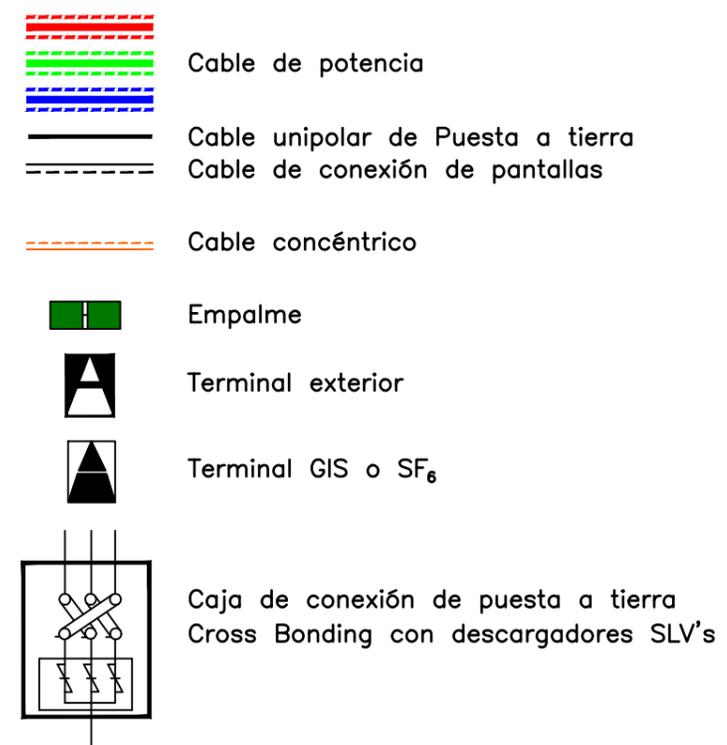 Cable de potencia
Cable unipolar de Puesta a tierra
Cable de conexión de pantallas
Cable concéntrico
Empalme
Terminal exterior
Terminal GIS o SF₆
Caja de conexión de puesta a tierra
Cross Bonding con descargadores SLV's